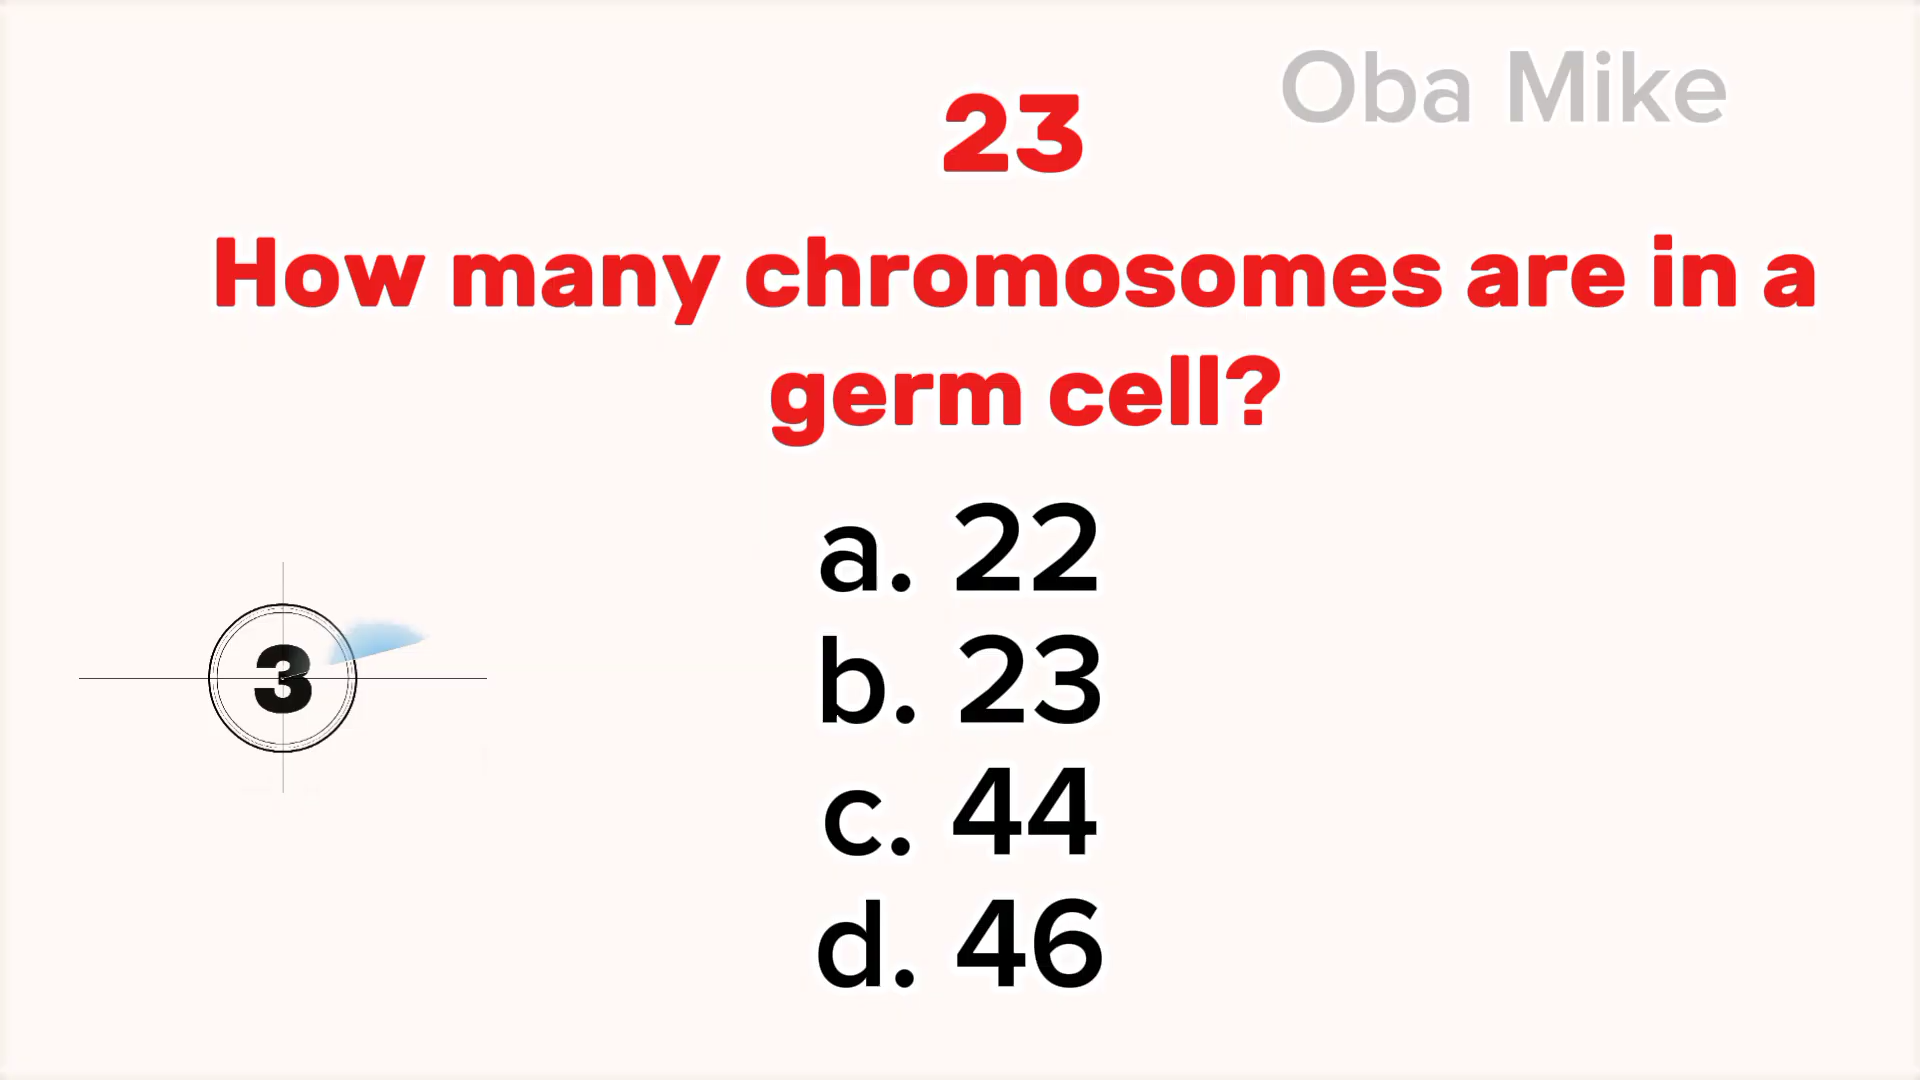 Oba Mike
23
How many chromosomes are in a
germ cell?
a. 22
b. 23
3
c. 44
d. 46